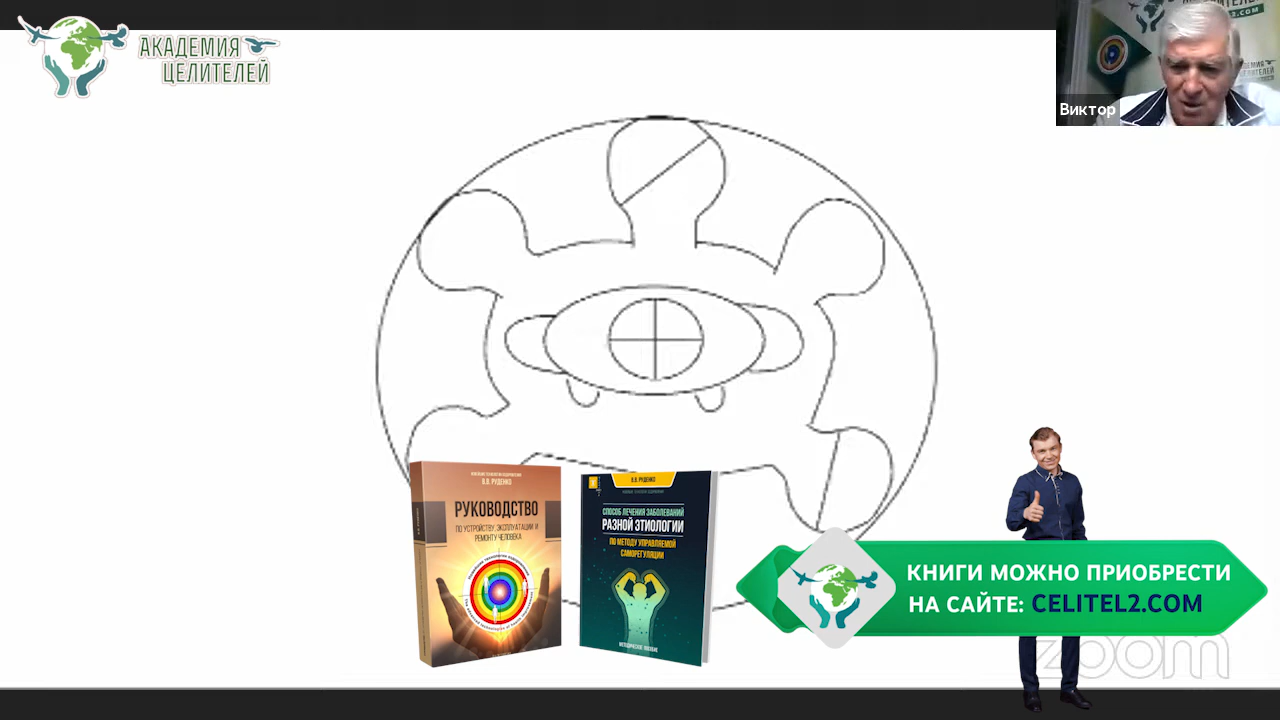 АКАДЕМИЯ
ЦЕЛИТЕЛЕЙ
Виктор
В.В. РУДЕНКО
РУКОВОДСТВО
ПО УСТРОЙСТВУ, ЭКСПЛУАТАЦИИ И
РЕМОНТУ ЧЕЛОВЕКА
В.В. РУДЕНКО
СПОСОБ ЛЕЧЕНИЯ ЗАБОЛЕВАНИЙ
РАЗНОЙ ЭТИОЛОГИИ
ПО МЕТОДУ УПРАВЛЯЕМОЙ
САМОРЕГУЛЯЦИИ
МЕТОДИЧЕСКОЕ ПОСОБИЕ
КНИГИ МОЖНО ПРИОБРЕСТИ
НА САЙТЕ: CELITEL2.COM
zoom